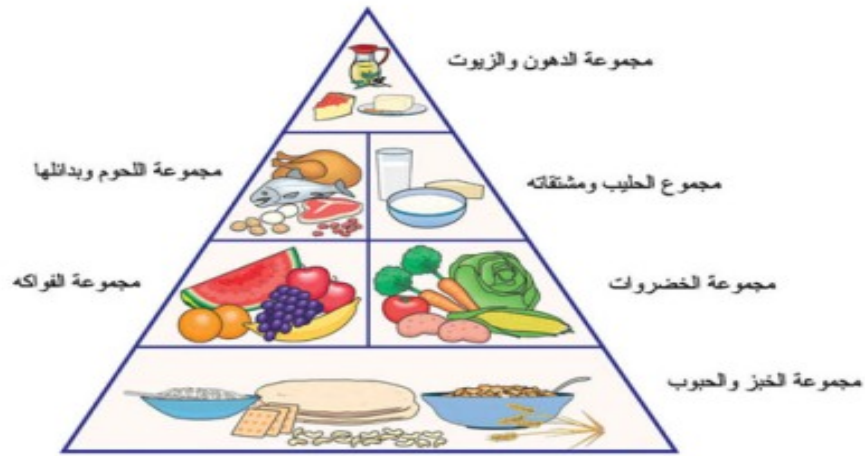 مجموعة الدهون والزيوت
مجموعة اللحوم وبدائلها
مجموع الحليب ومشتقاته
مجموعة الفواكه
مجموعة الخضروات
مجموعة الخبز والحبوب